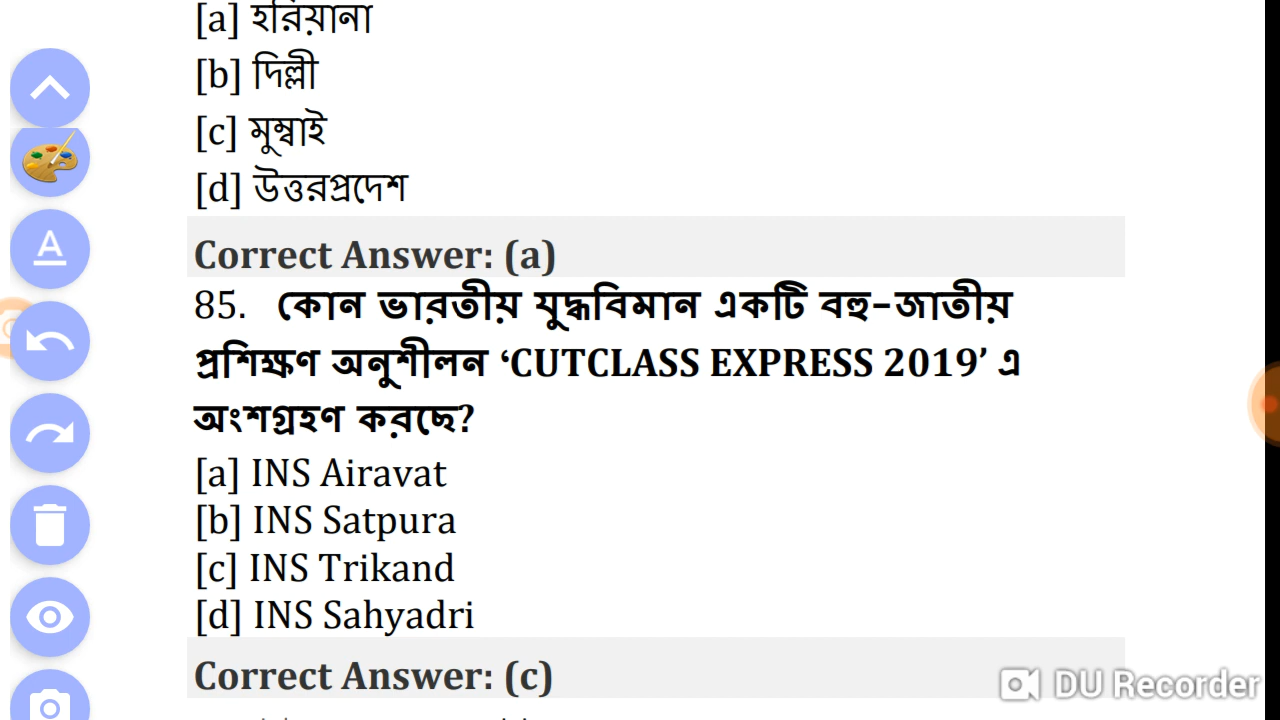 [a] হরিয়ানা
[b] দিল্লী
[c] মুম্বাই
[d] উত্তরপ্রদেশ
Correct Answer: (a)
85. কোন ভারতীয় যুদ্ধবিমান একটি বহু-জাতীয়
প্রশিক্ষণ অনুশীলন ‘CUTCLASS EXPRESS 2019’ এ
অংশগ্রহণ করছে?
[a] INS Airavat
[b] INS Satpura
[c] INS Trikand
[d] INS Sahyadri
Correct Answer: (c)
A
DU Recorder